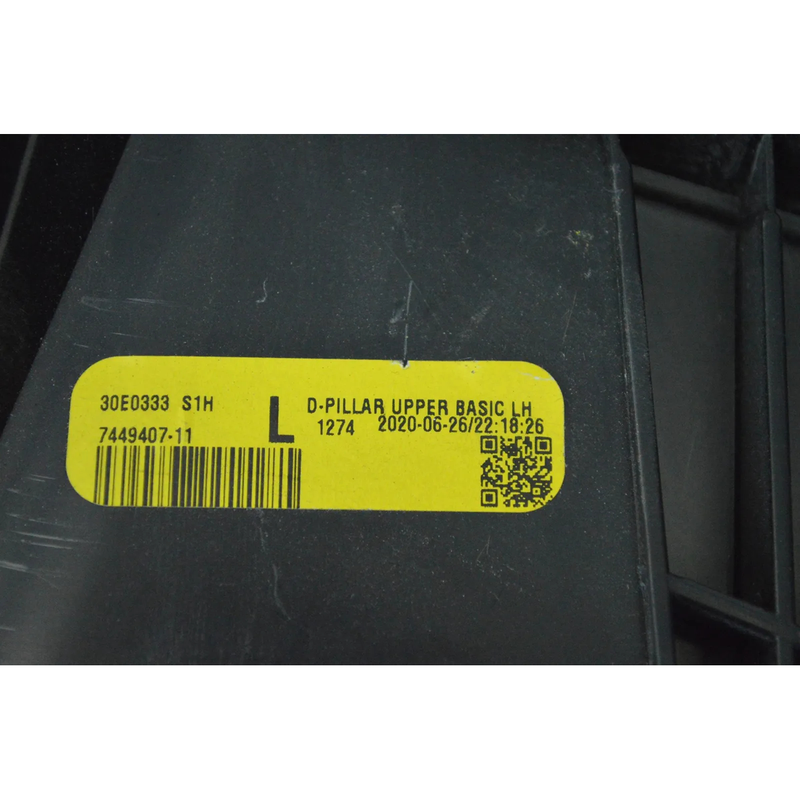 30E0333 S1H
7449407-11
L
D-PILLAR UPPER BASIC LH
1274 2020-06-26/22:18:26